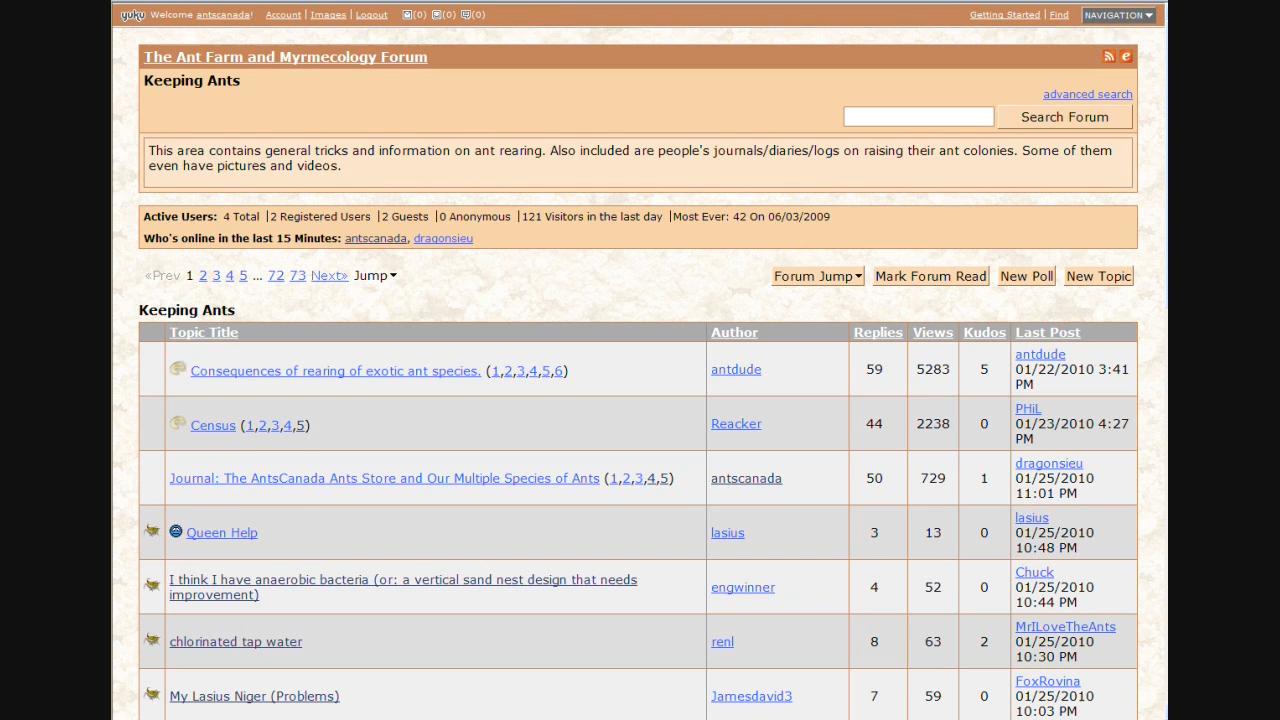 yuku Welcome antscanada! Account | Images | Logout (0) (0) (0) Getting Started | Find NAVIGATION
The Ant Farm and Myrmecology Forum
Keeping Ants
advanced search
Search Forum
This area contains general tricks and information on ant rearing. Also included are people's journals/diaries/logs on raising their ant colonies. Some of them
even have pictures and videos.
Active Users: 4 Total |2 Registered Users |2 Guests |0 Anonymous |121 Visitors in the last day |Most Ever: 42 On 06/03/2009
Who's online in the last 15 Minutes: antscanada, dragonsieu
«Prev 1 2 3 4 5 ... 72 73 Next» Jump Forum Jump Mark Forum Read New Poll New Topic
Keeping Ants
Topic Title Author Replies Views Kudos Last Post
Consequences of rearing of exotic ant species. (1,2,3,4,5,6) antdude 59 5283 5 antdude
01/22/2010 3:41
PM
Census (1,2,3,4,5) Reacker 44 2238 0 PHiL
01/23/2010 4:27
PM
Journal: The AntsCanada Ants Store and Our Multiple Species of Ants (1,2,3,4,5) antscanada 50 729 1 dragonsieu
01/25/2010
11:01 PM
Queen Help lasius 3 13 0 lasius
01/25/2010
10:48 PM
I think I have anaerobic bacteria (or: a vertical sand nest design that needs
improvement) engwinner 4 52 0 Chuck
01/25/2010
10:44 PM
chlorinated tap water renl 8 63 2 MrILoveTheAnts
01/25/2010
10:30 PM
My Lasius Niger (Problems) Jamesdavid3 7 59 0 FoxRovina
01/25/2010
10:03 PM